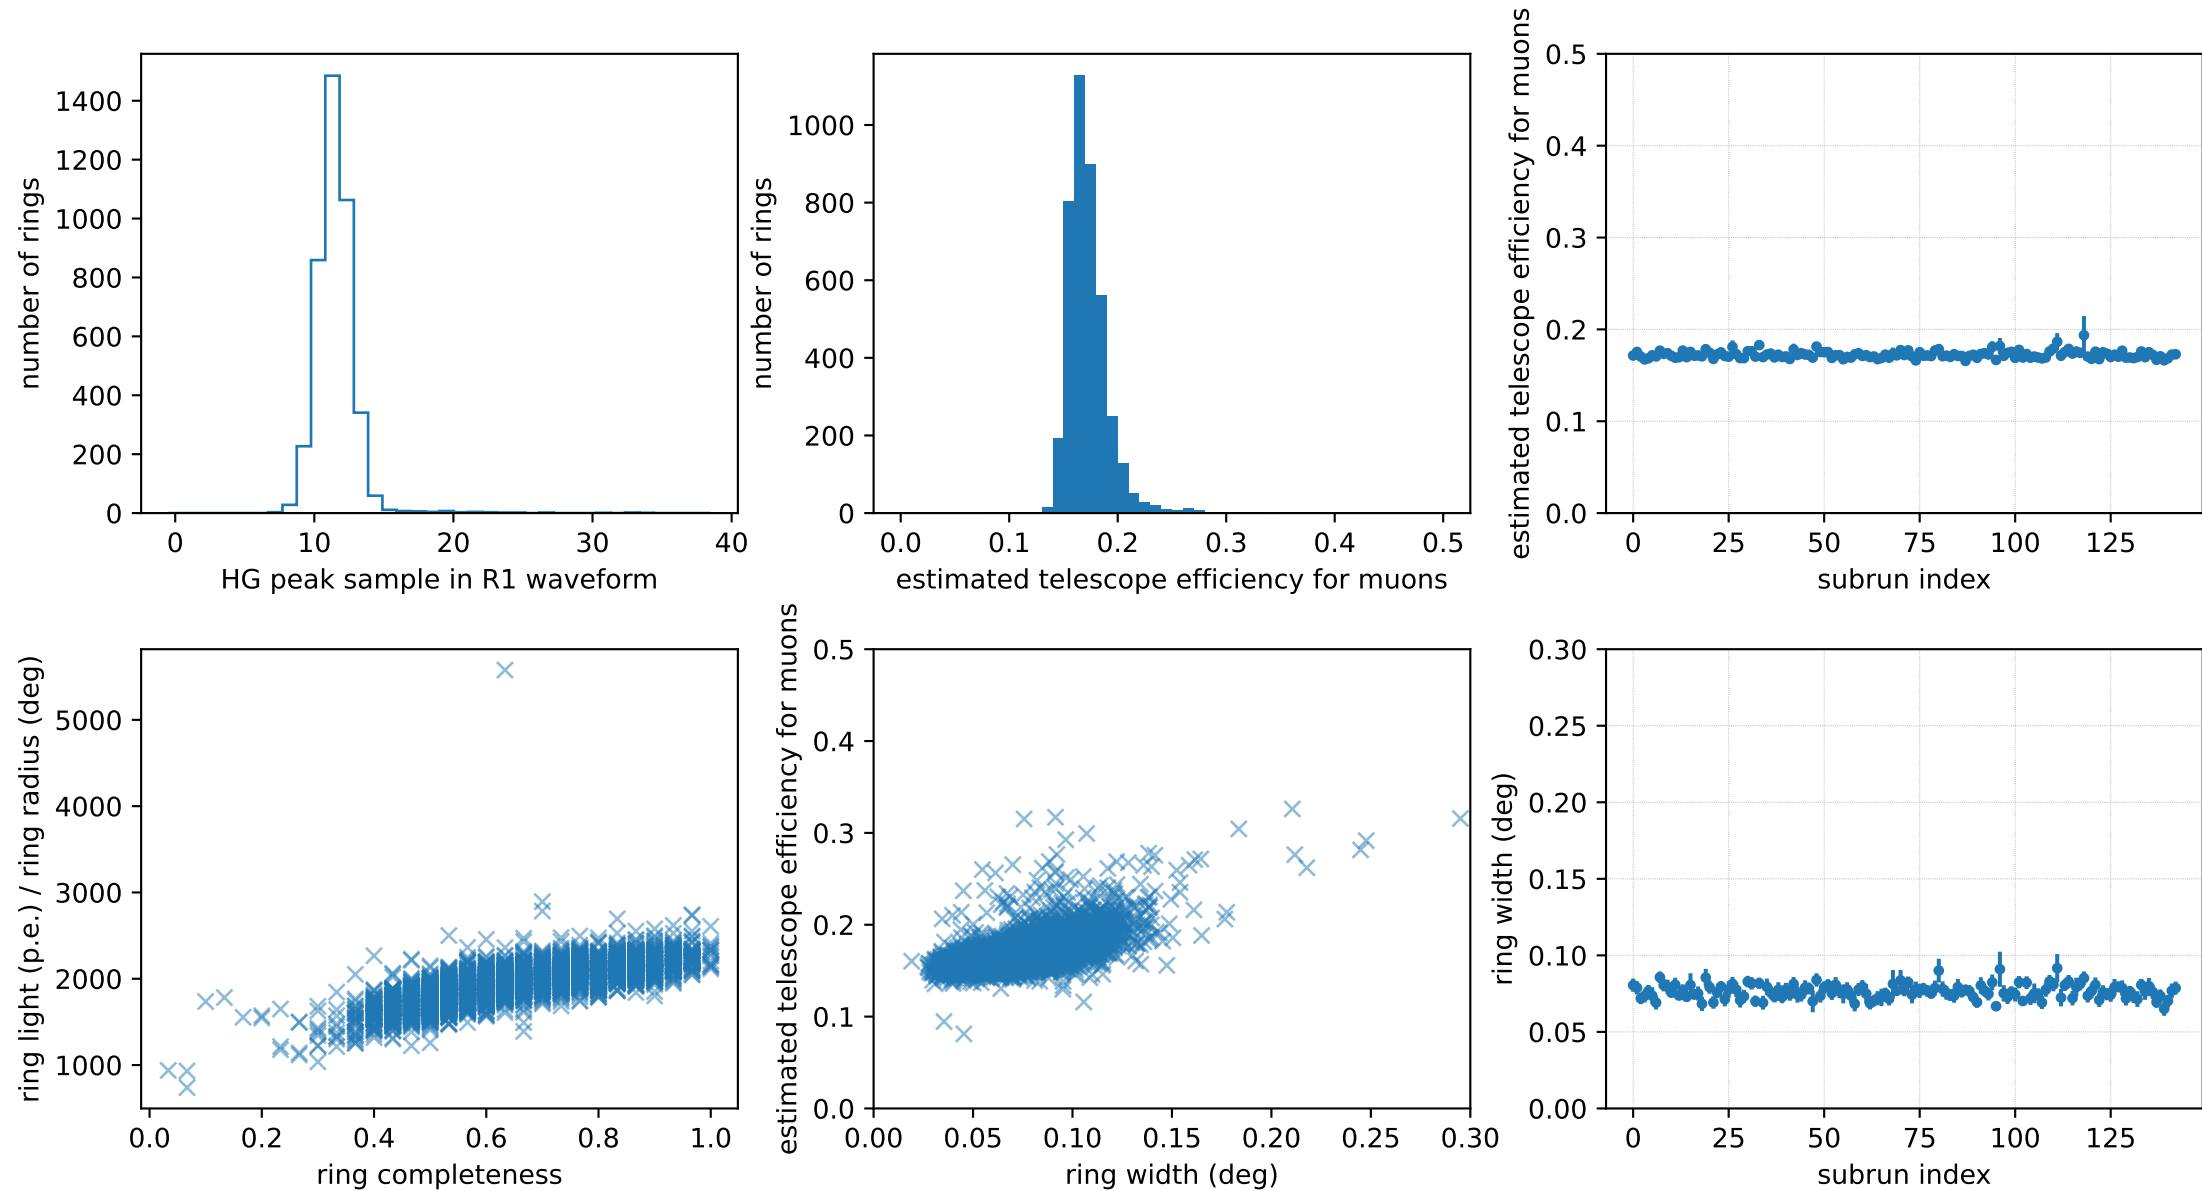 number of rings
1400
1200
1000
800
600
400
200
0
0 10 20 30 40
HG peak sample in R1 waveform
number of rings
1000
800
600
400
200
0
0.0 0.1 0.2 0.3 0.4 0.5
estimated telescope efficiency for muons
estimated telescope efficiency for muons
0.5
0.4
0.3
0.2
0.1
0.0
0 25 50 75 100 125
subrun index
ring light (p.e.) / ring radius (deg)
5000
4000
3000
2000
1000
0.0 0.2 0.4 0.6 0.8 1.0
ring completeness
estimated telescope efficiency for muons
0.5
0.4
0.3
0.2
0.1
0.0
0.00 0.05 0.10 0.15 0.20 0.25 0.30
ring width (deg)
ring width (deg)
0.30
0.25
0.20
0.15
0.10
0.05
0.00
0 25 50 75 100 125
subrun index